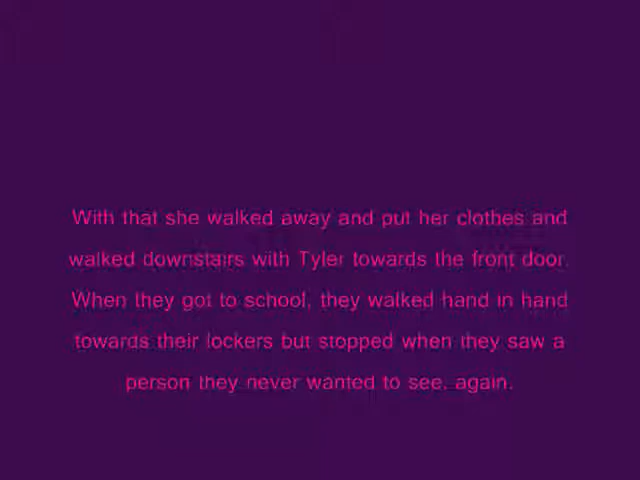 With that she walked away and put her clothes and
walked downstairs with Tyler towards the front door.
When they got to school, they walked hand in hand
towards their lockers but stopped when they saw a
person they never wanted to see, again.